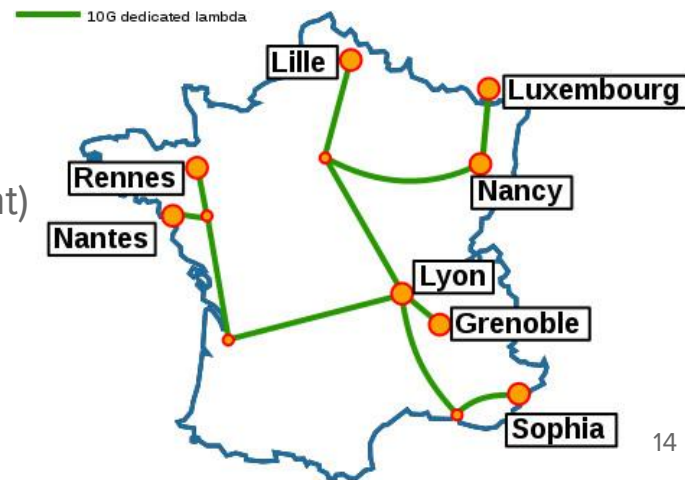 10G dedicated lambda
Lille
Luxembourg
Rennes
Nancy
Nantes
Lyon
Grenoble
Sophia
14